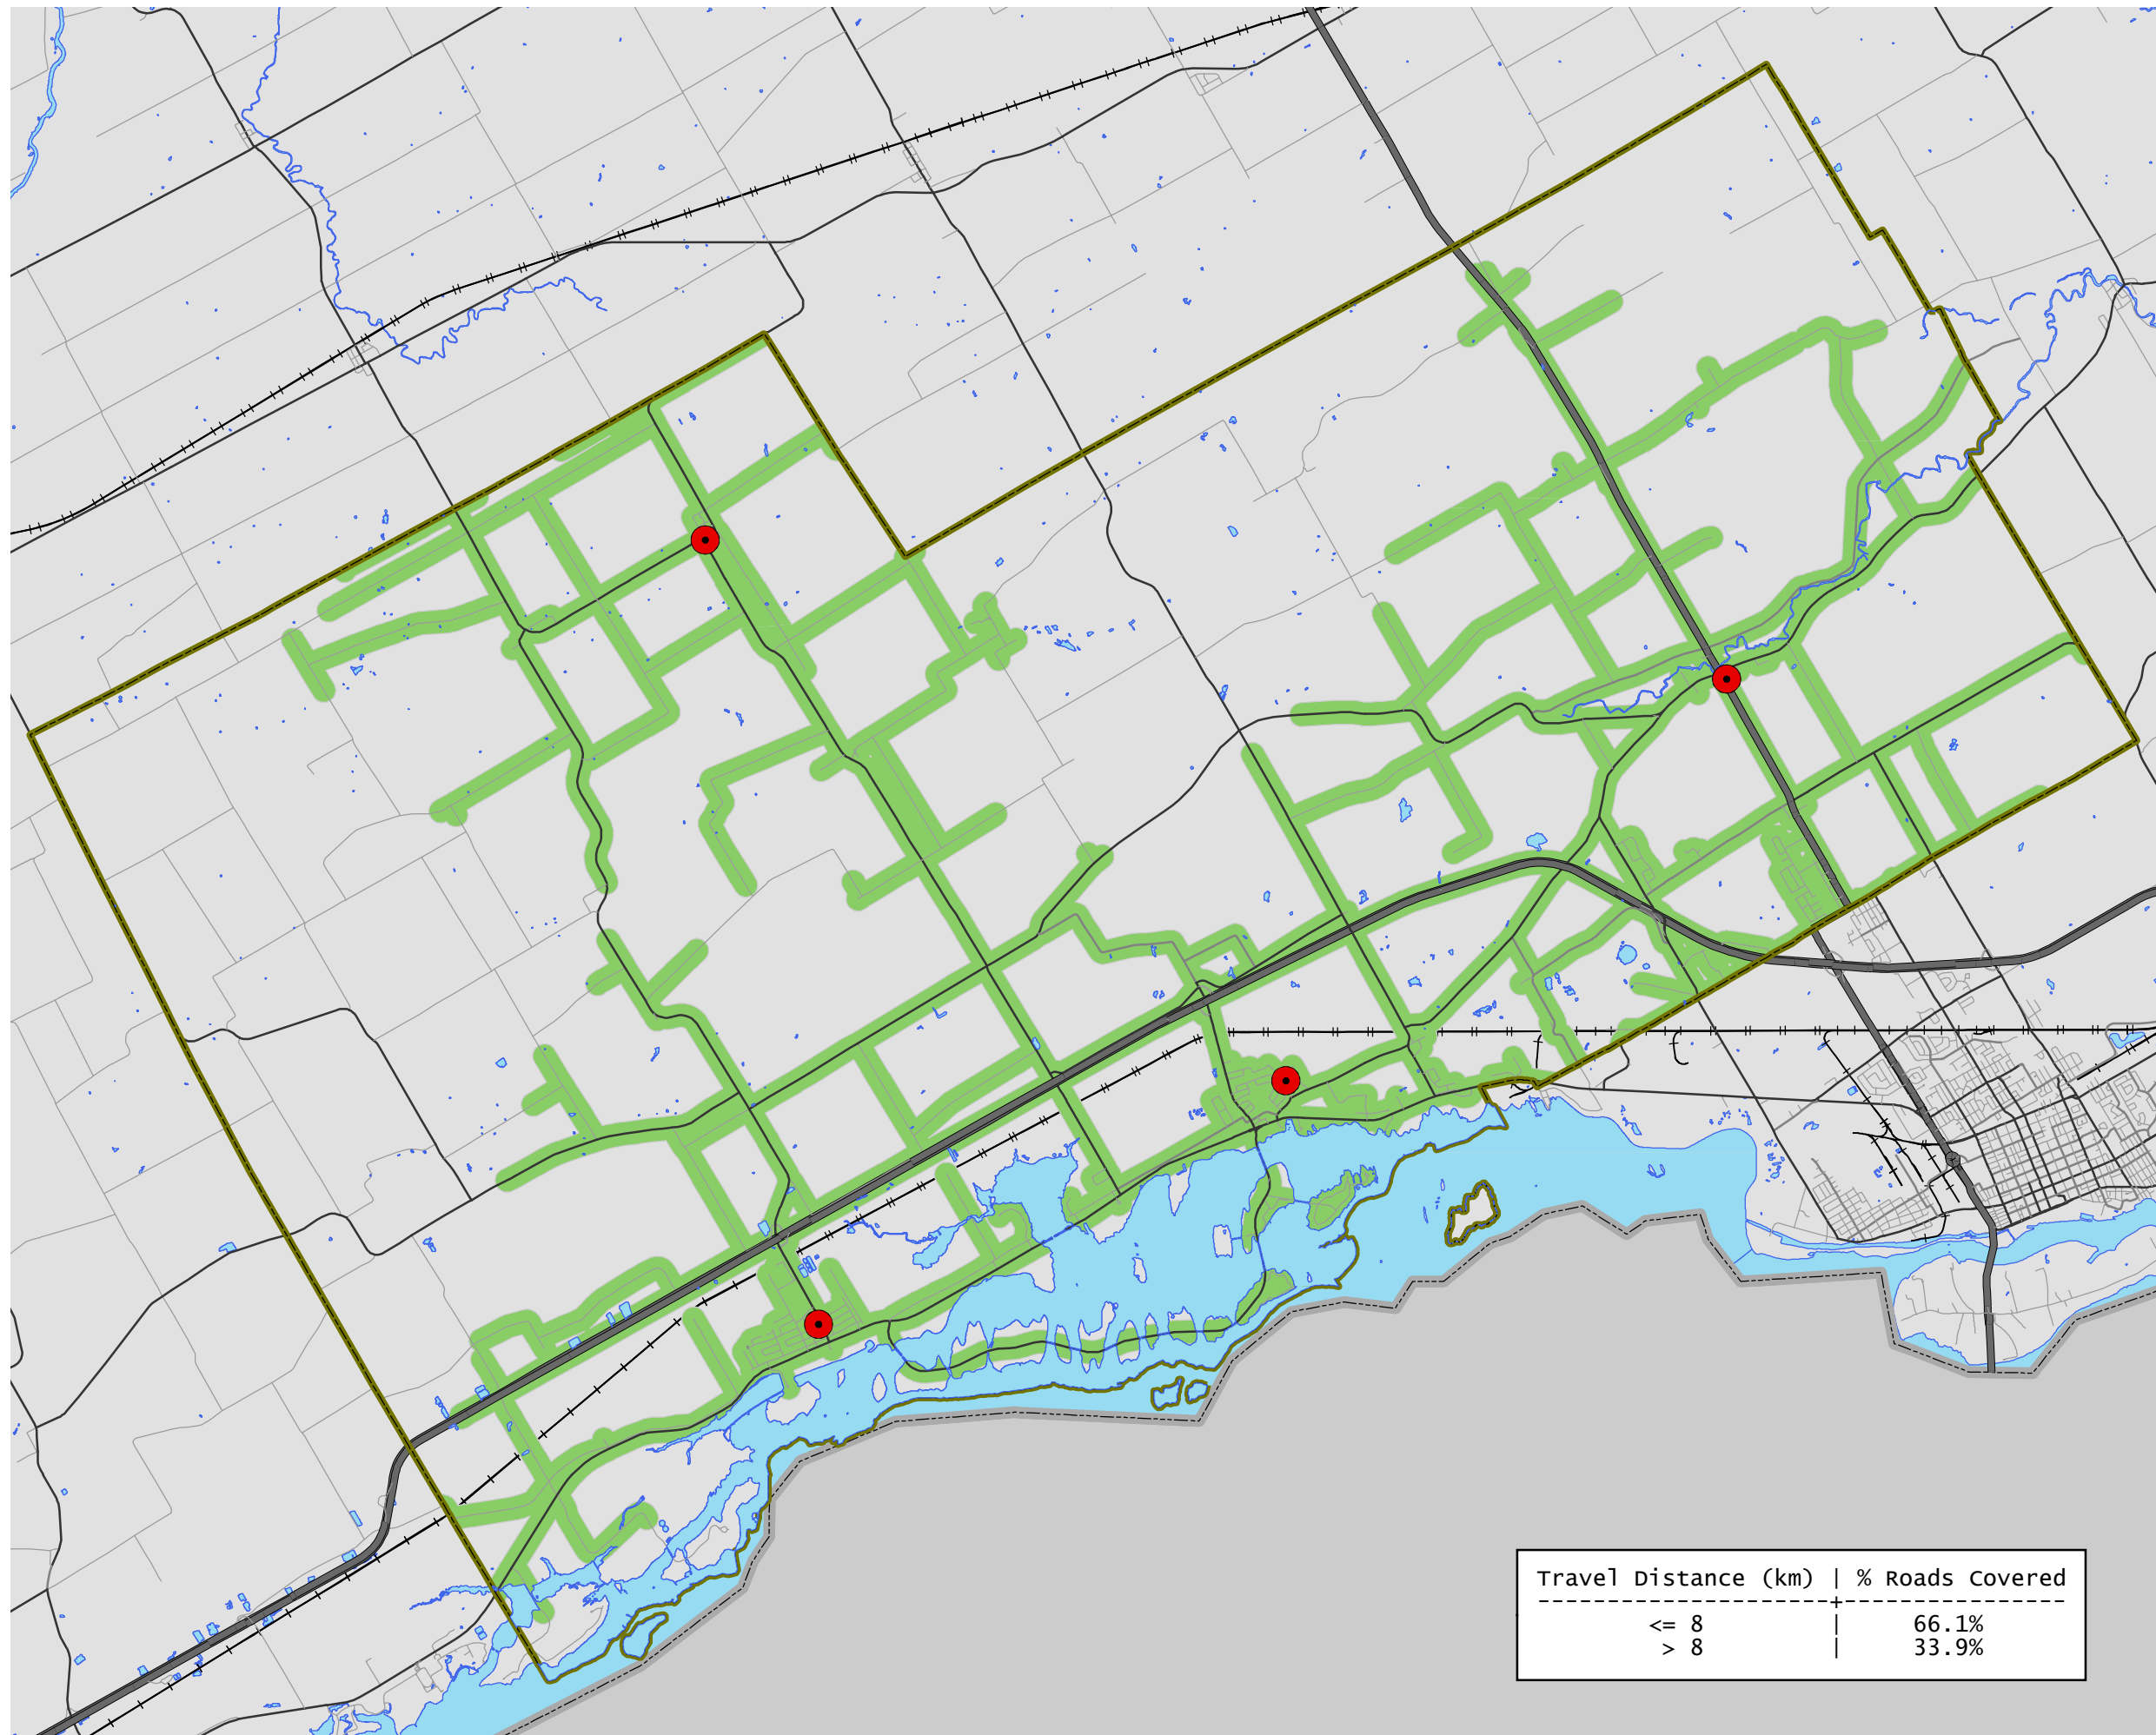 Travel Distance (km) | % Roads Covered
---------------------+----------------
<= 8 | 66.1%
> 8 | 33.9%